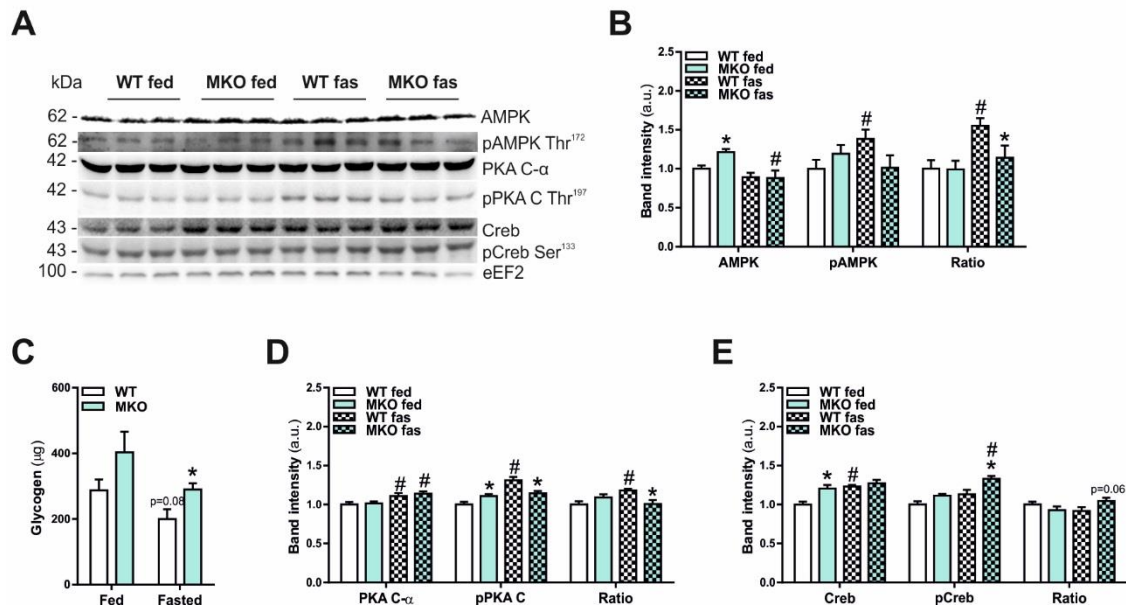 A
kDa
WT fed MKO fed WT fas MKO fas
62 - AMPK
62 - pAMPK Thr172
42 - PKA C-α
42 - pPKA C Thr197
43 - Creb
43 - pCreb Ser133
100 - eEF2
B
Band intensity (a.u.)
2.5
2.0
1.5
1.0
0.5
0.0
WT fed
MKO fed
WT fas
MKO fas
* # # # *
AMPK pAMPK Ratio
C
Glycogen (µg)
600
400
200
0
WT
MKO
p=0.08 *
Fed Fasted
D
Band intensity (a.u.)
2.5
2.0
1.5
1.0
0.5
0.0
WT fed
MKO fed
WT fas
MKO fas
# # * # * # *
PKA C-α pPKA C Ratio
E
Band intensity (a.u.)
2.5
2.0
1.5
1.0
0.5
0.0
WT fed
MKO fed
WT fas
MKO fas
#
* # * p=0.06
Creb pCreb Ratio